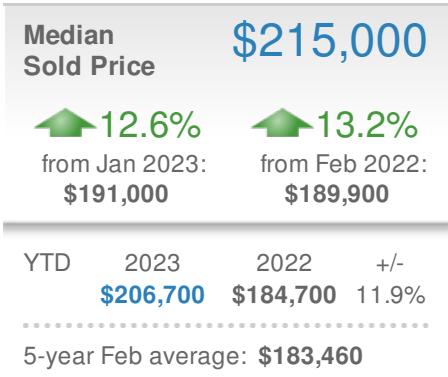 Median $215,000
Sold Price
12.6% 13.2%
from Jan 2023: from Feb 2022:
$191,000 $189,900
YTD 2023 2022 +/-
$206,700 $184,700 11.9%
5-year Feb average: $183,460